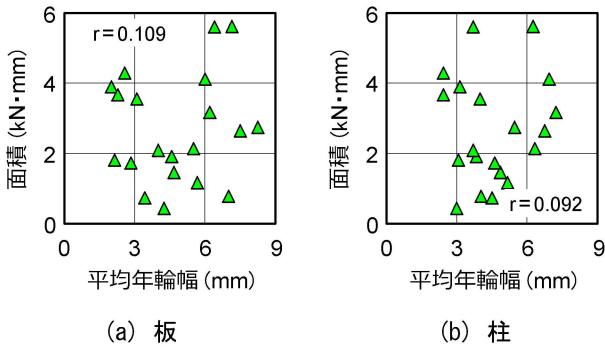 6
4
2
0
面積(kN・mm)
r=0.109
0 3 6 9
平均年輪幅(mm)
(a) 板
6
4
2
0
面積(kN・mm)
r=0.092
0 3 6 9
平均年輪幅(mm)
(b) 柱